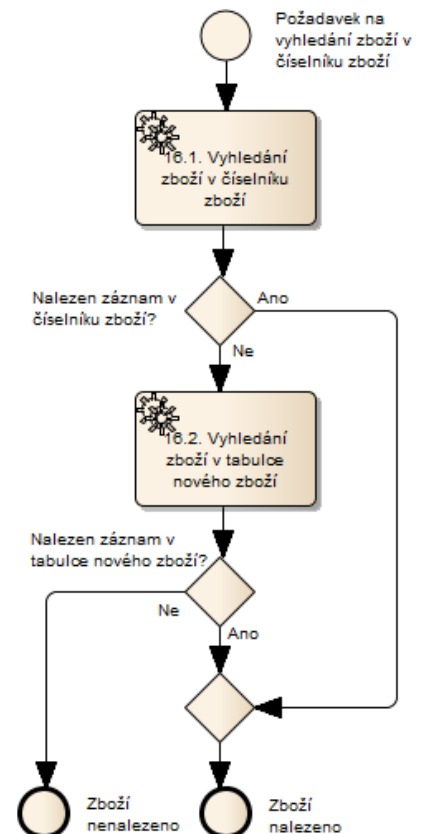 Požadavek na
vyhledání zboží v
číselníku zboží
16.1. Vyhledání
zboží v číselníku
zboží
Nalezen záznam v
číselníku zboží?
Ano
Ne
16.2. Vyhledání
zboží v tabulce
nového zboží
Nalezen záznam v
tabulce nového zboží?
Ne
Ano
Zboží
nenalezeno
Zboží
nalezeno